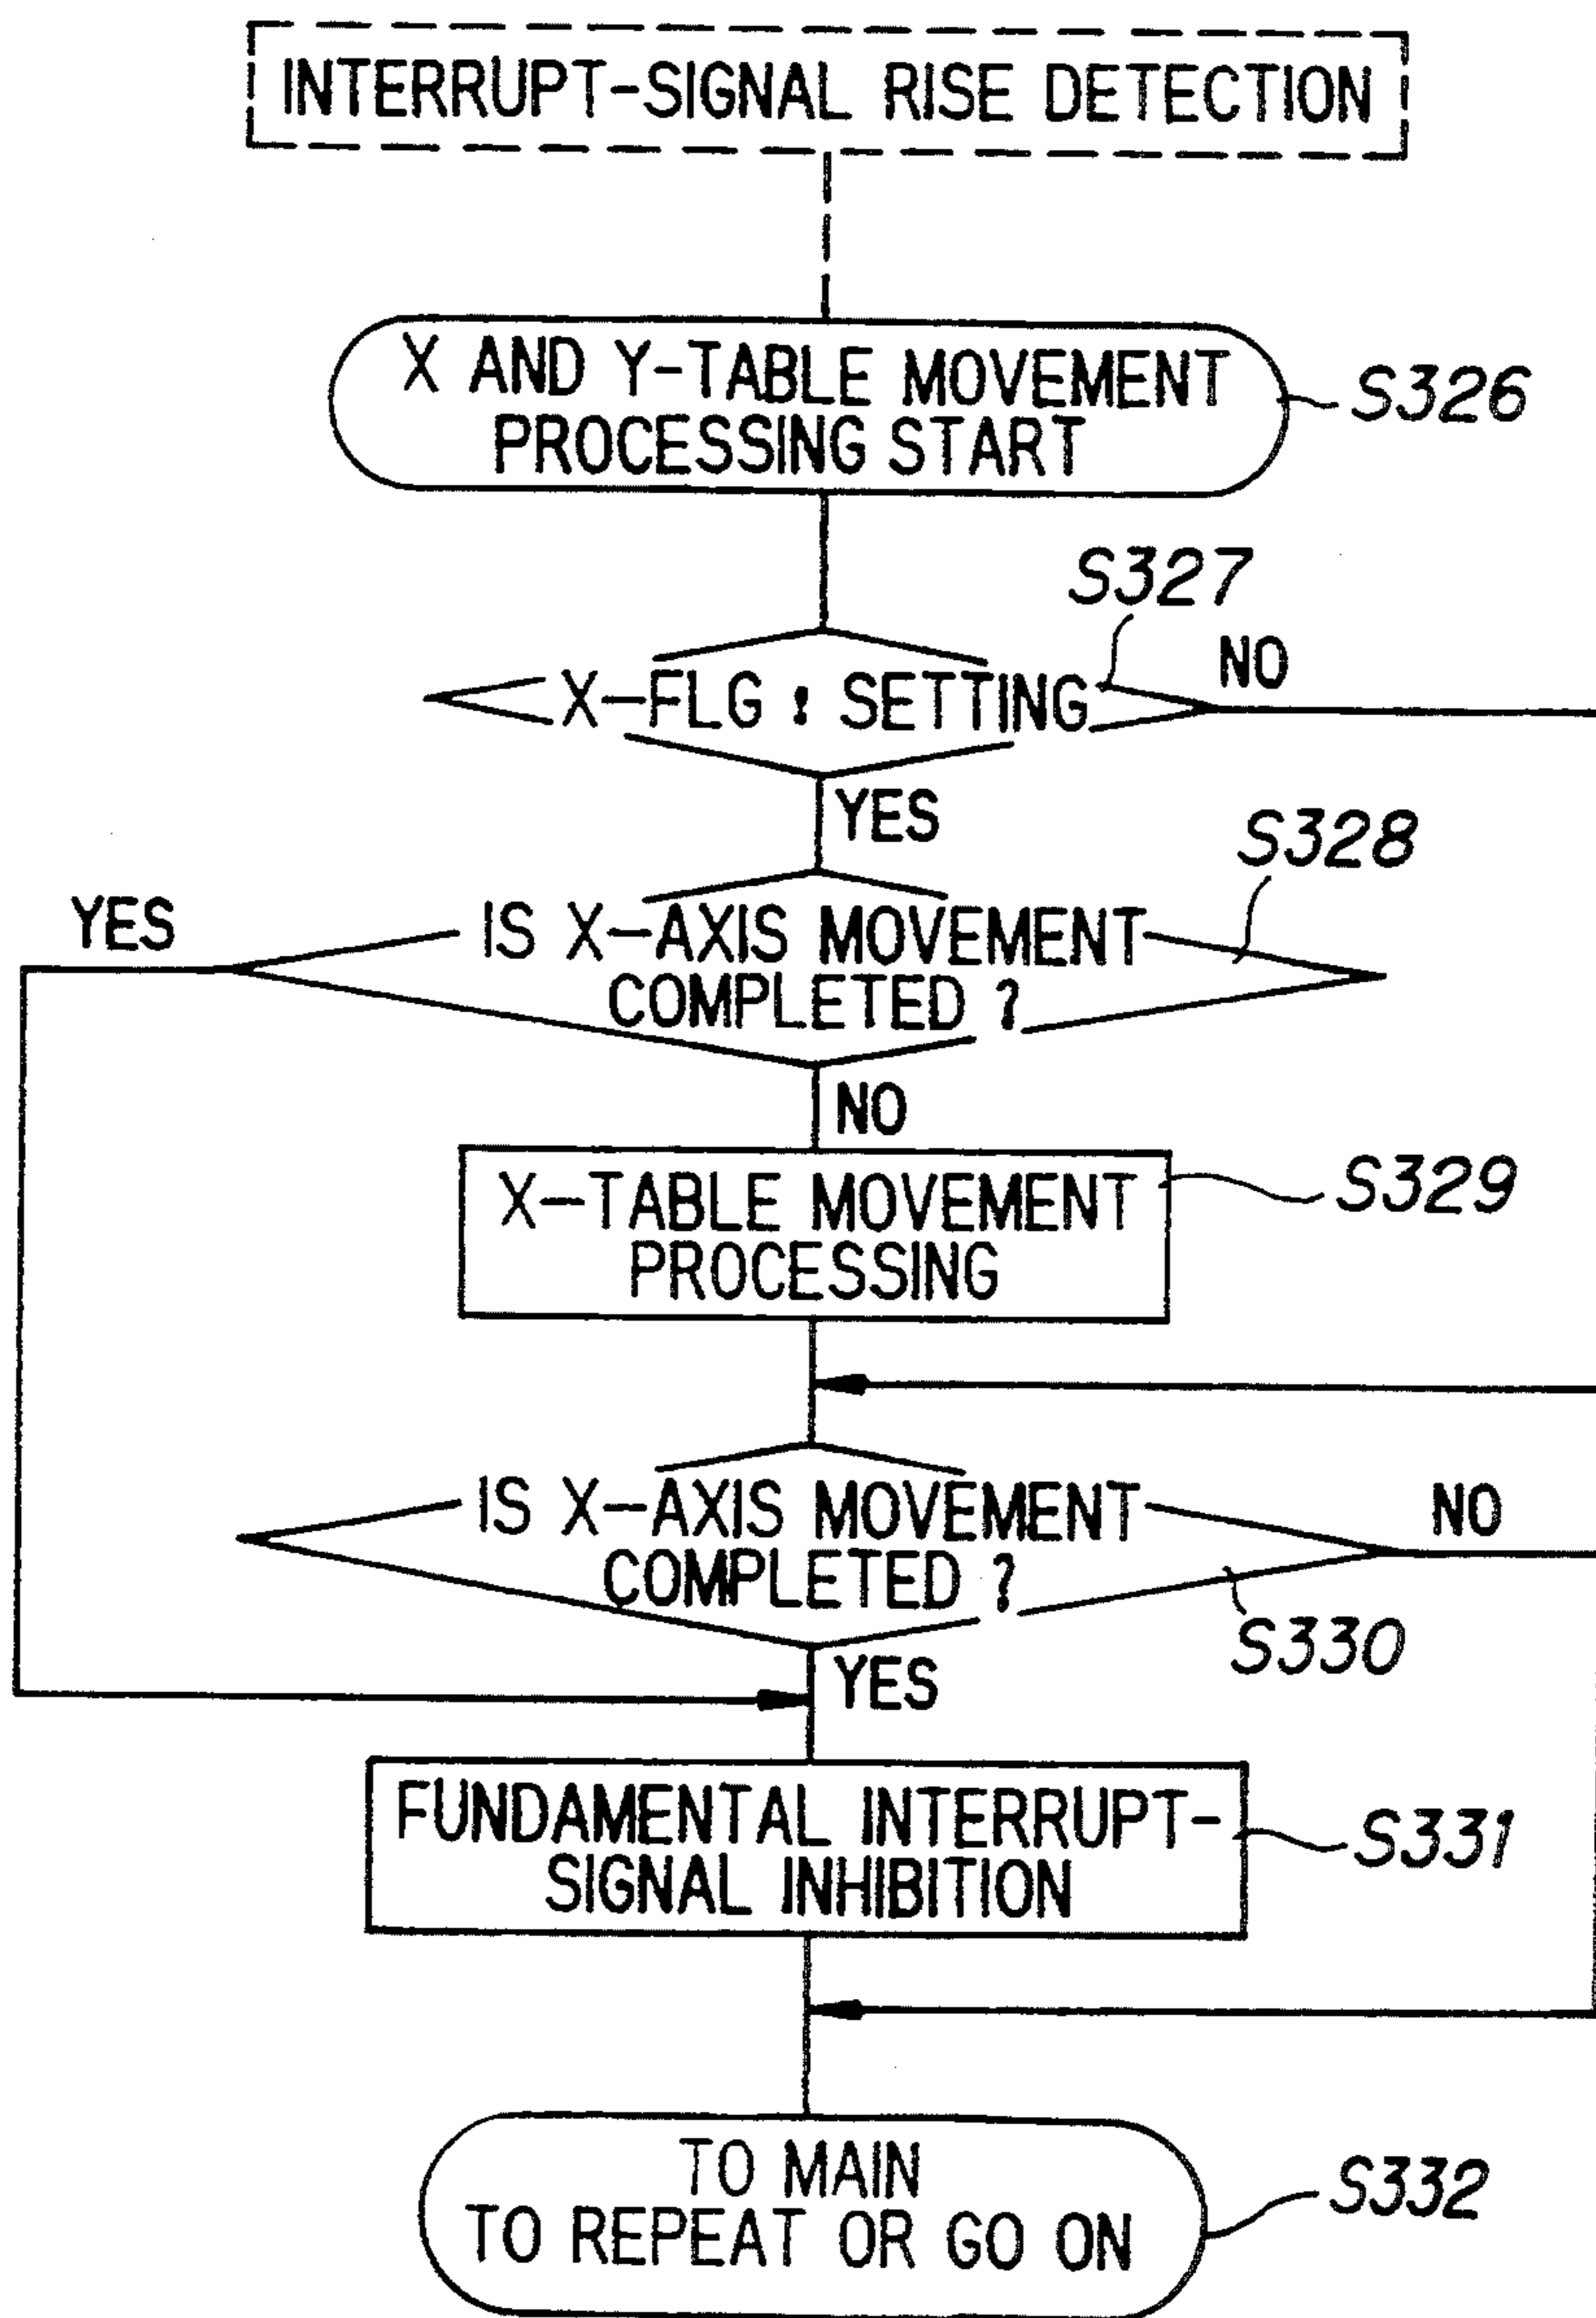 INTERRUPT-SIGNAL RISE DETECTION
X AND Y-TABLE MOVEMENT
PROCESSING START
S326
S327
X-FLG : SETTING
NO
YES
S328
YES
IS X-AXIS MOVEMENT
COMPLETED ?
NO
X-TABLE MOVEMENT
PROCESSING
S329
IS X-AXIS MOVEMENT
COMPLETED ?
NO
S330
YES
FUNDAMENTAL INTERRUPT-
SIGNAL INHIBITION
S331
TO MAIN
TO REPEAT OR GO ON
S332